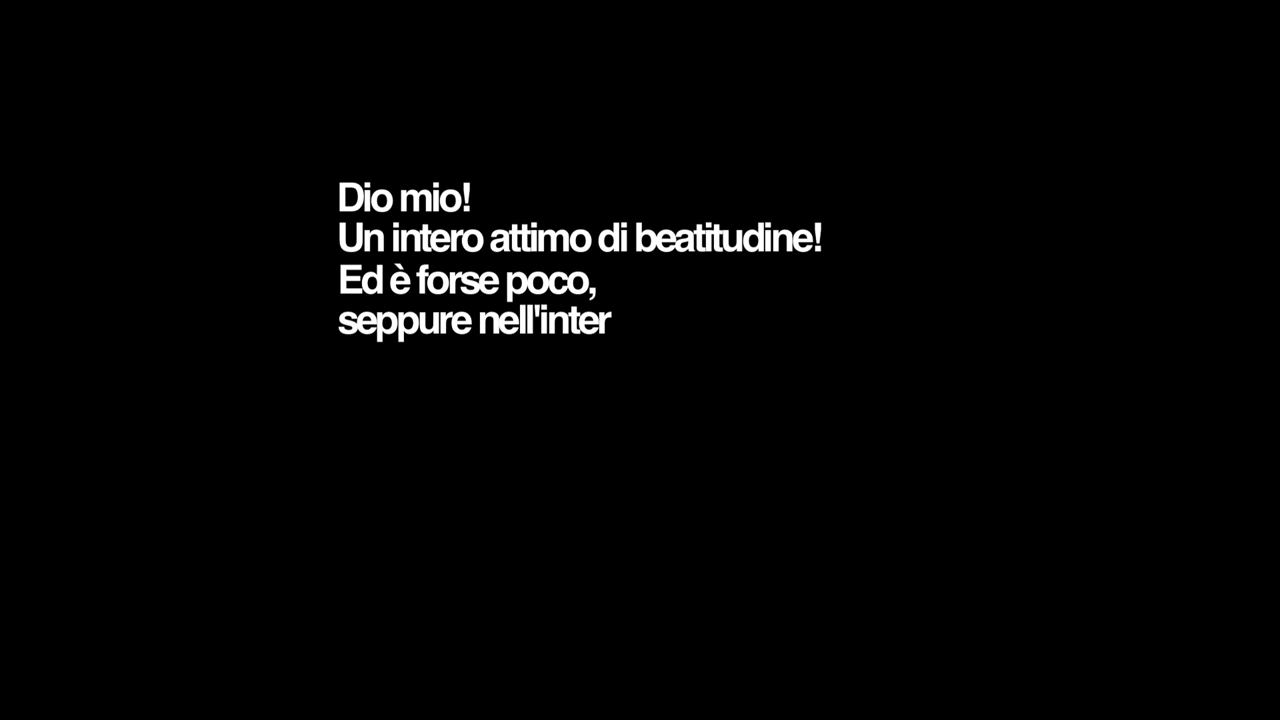 Dio mio!
Un intero attimo di beatitudine!
Ed è forse poco,
seppure nell'inter